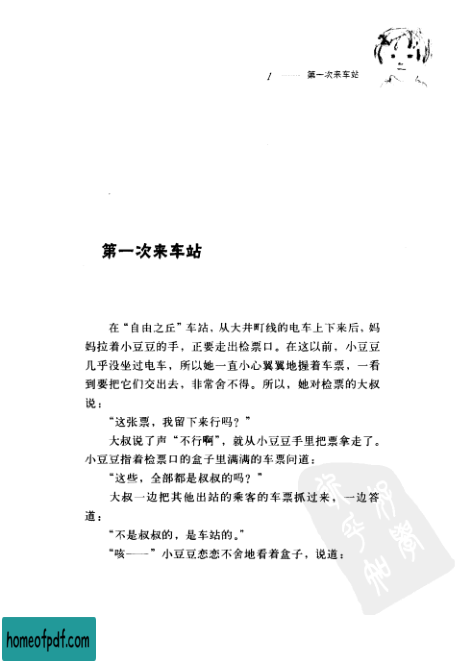 1 —— 第一次来车站
第一次来车站
在“自由之丘”车站，从大井町线的电车上下来后，妈
妈拉着小豆豆的手，正要走出检票口。在这以前，小豆豆
几乎没坐过电车，所以她一直小心翼翼地握着车票，一看
到要把它们交出去，非常舍不得。所以，她对检票的大叔
说：
“这张票，我留下来行吗？”
大叔说了声“不行啊”，就从小豆豆手里把票拿走了。
小豆豆指着检票口的盒子里满满的车票问道：
“这些，全部都是叔叔的吗？”
大叔一边把其他出站的乘客的车票抓过来，一边答
道：
“不是叔叔的，是车站的。”
“咳——”小豆豆恋恋不舍地看着盒子，说道：
homeofpdf.com